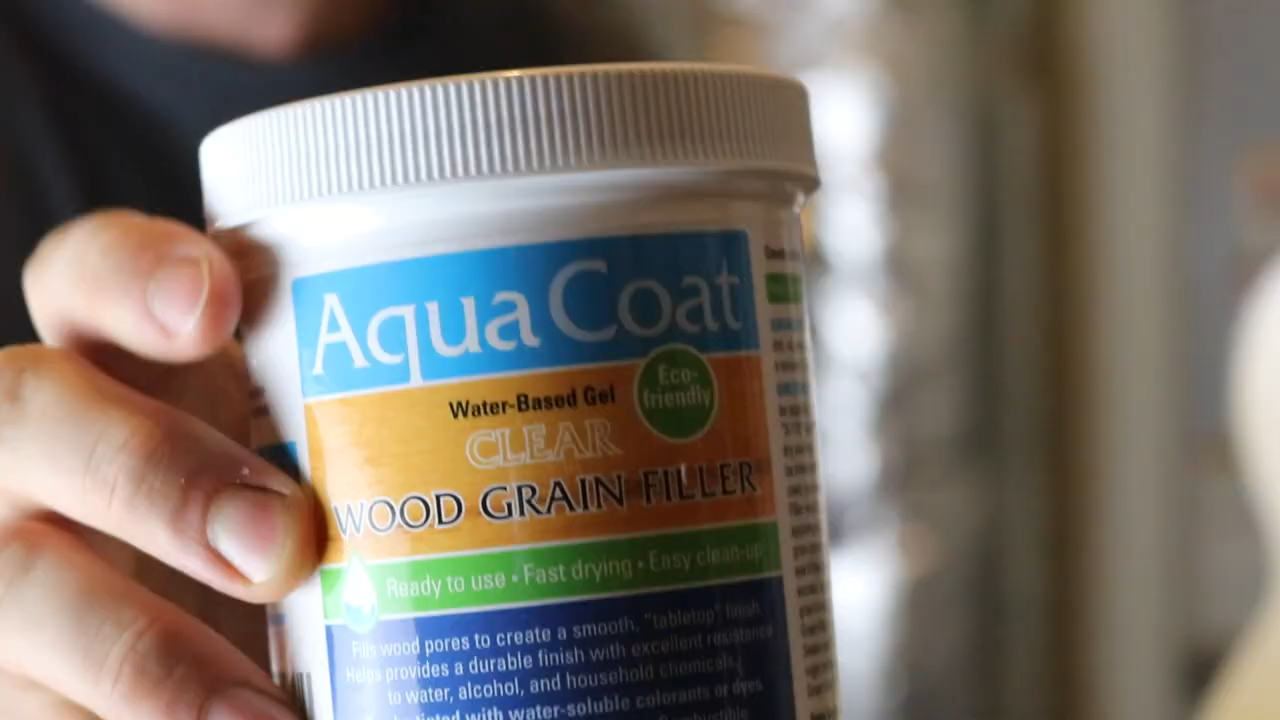 Aqua Coat
Eco-
friendly
Water-Based Gel
CLEAR
WOOD GRAIN FILLER
Ready to use • Fast drying • Easy clean-up
Fills wood pores to create a smooth, "tabletop" finish.
Helps provides a durable finish with excellent resistance
to water, alcohol, and household chemicals.
tinted with water-soluble colorants or dyes
Combustible